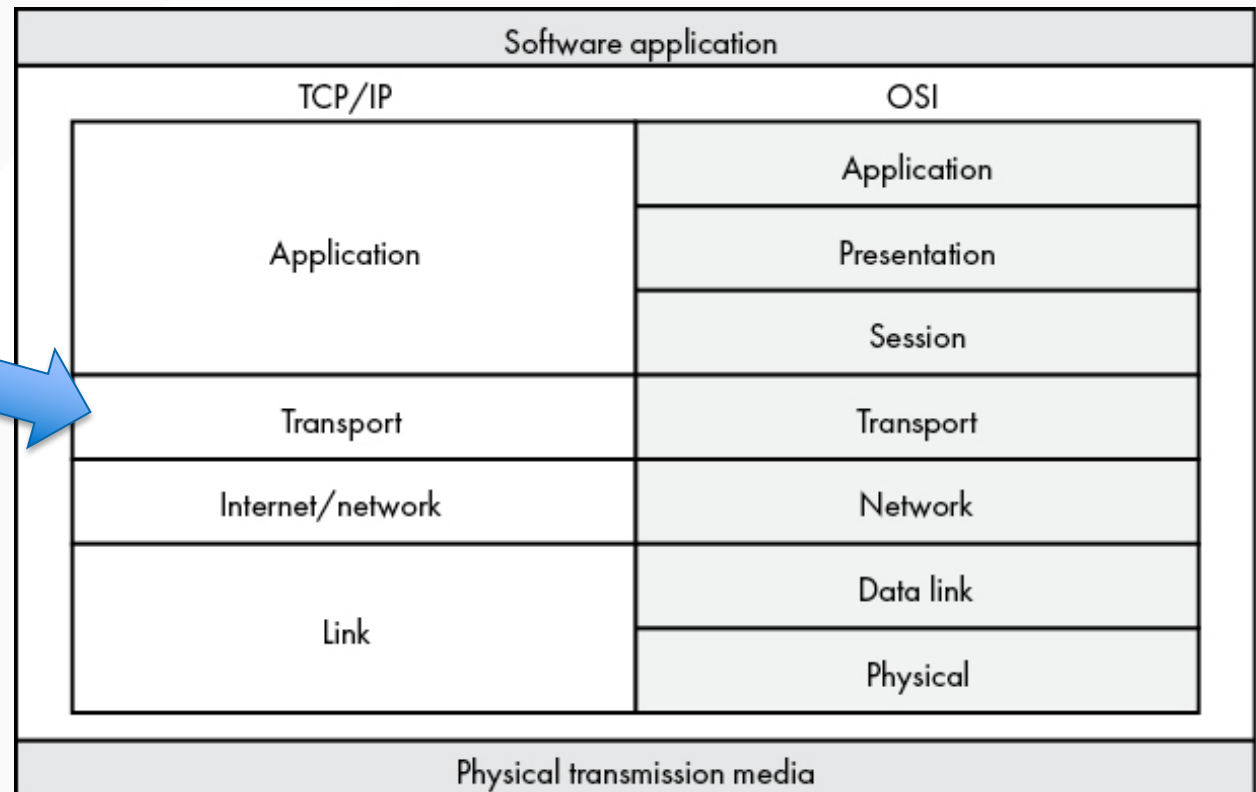 Software application
TCP/IP OSI
Application
Application
Presentation
Session
Transport Transport
Internet/network Network
Link
Data link
Physical
Physical transmission media